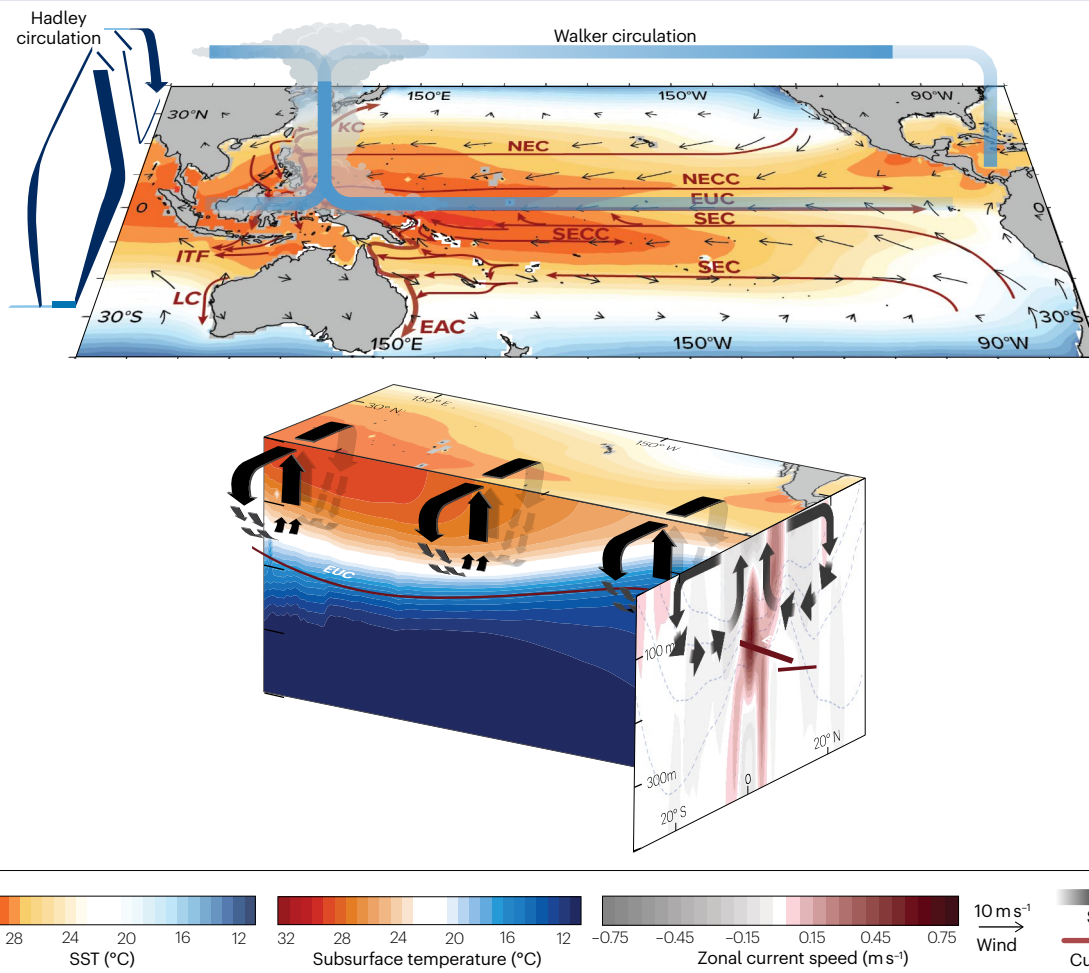 Hadley
circulation
Walker circulation
150°E
150°W
90°W
30°N
KC
NEC
NECC
0
EUC
0
SEC
SECC
ITF
SEC
LC
30°S
EAC
30°S
150°E
150°W
90°W
150° E
30° N
150° W
EUC
100 m
20° N
300m
0
20° S
28 24 20 16 12
SST (°C)
32 28 24 20 16 12
Subsurface temperature (°C)
−0.75 −0.45 −0.15 0.15 0.45 0.75
Zonal current speed (m s⁻¹)
10 m s⁻¹
Wind